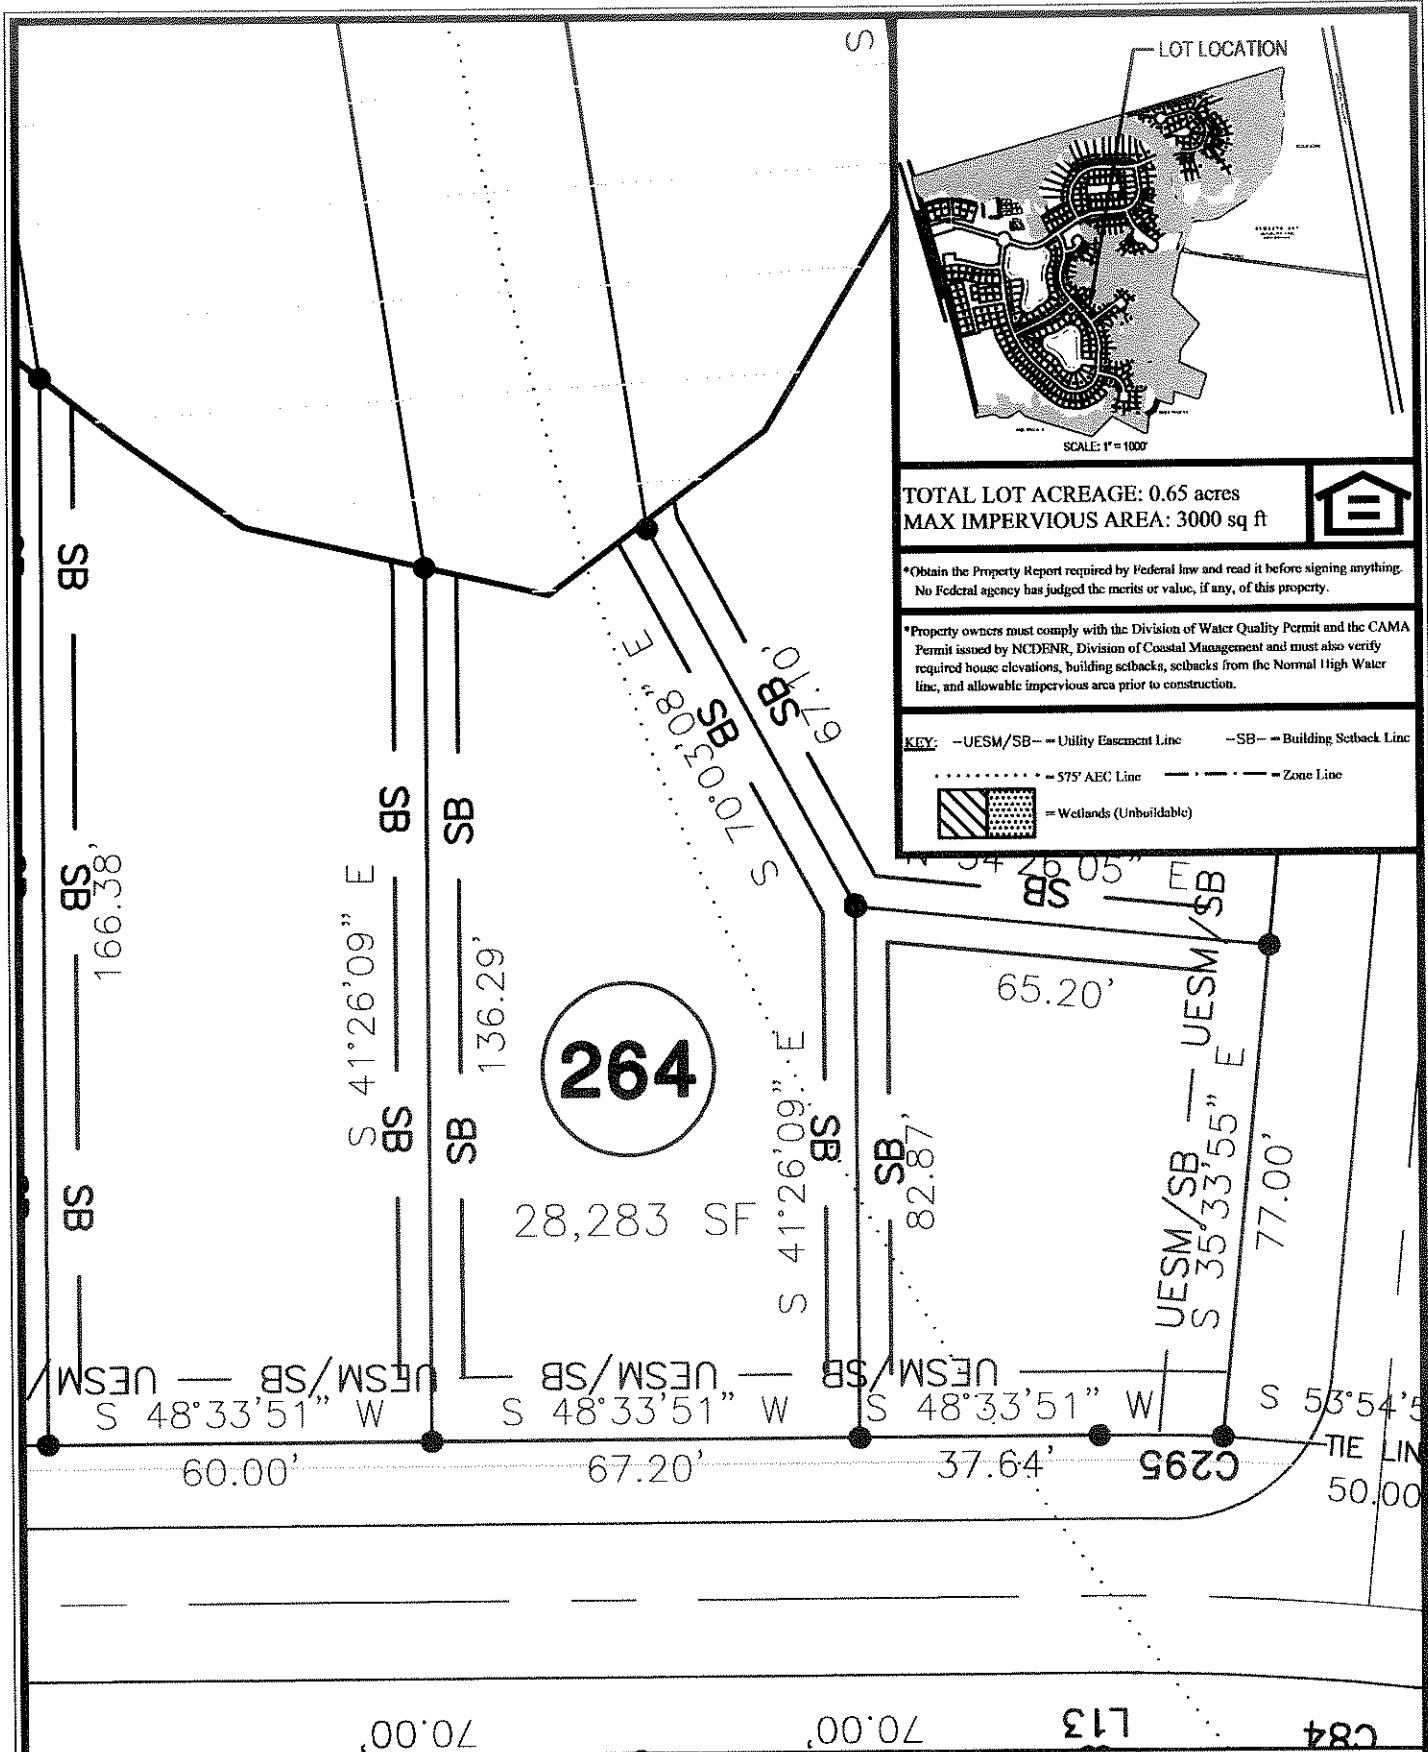 S
LOT LOCATION
SCALE: 1" = 1000'
TOTAL LOT ACREAGE: 0.65 acres
MAX IMPERVIOUS AREA: 3000 sq ft
*Obtain the Property Report required by Federal law and read it before signing anything.
No Federal agency has judged the merits or value, if any, of this property.
*Property owners must comply with the Division of Water Quality Permit and the CAMA
Permit issued by NCDENR, Division of Coastal Management and must also verify
required house elevations, building setbacks, setbacks from the Normal High Water
line, and allowable impervious area prior to construction.
KEY: -UESM/SB- = Utility Easement Line -SB- = Building Setback Line
= 575' AEC Line = Zone Line
= Wetlands (Unbuildable)
SB
SB
166.38'
SB
SB
S 41°26'09" E
SB
SB
136.29'
SB
S 70°03'08" E
SB
SB
67.10'
N 54°26'05" E
SB
65.20'
264
28,283 SF
S 41°26'09" E
SB
SB
82.87'
UESM/SB — UESM/SB
S 35°33'55" E
77.00'
UESM/SB — UESM/SB — UESM/SB — UESM
S 48°33'51" W
S 48°33'51" W
S 48°33'51" W
S 53°54'5
60.00'
67.20'
37.64'
C295
TIE LIN
50.00
70.00'
70.00'
L13
C84